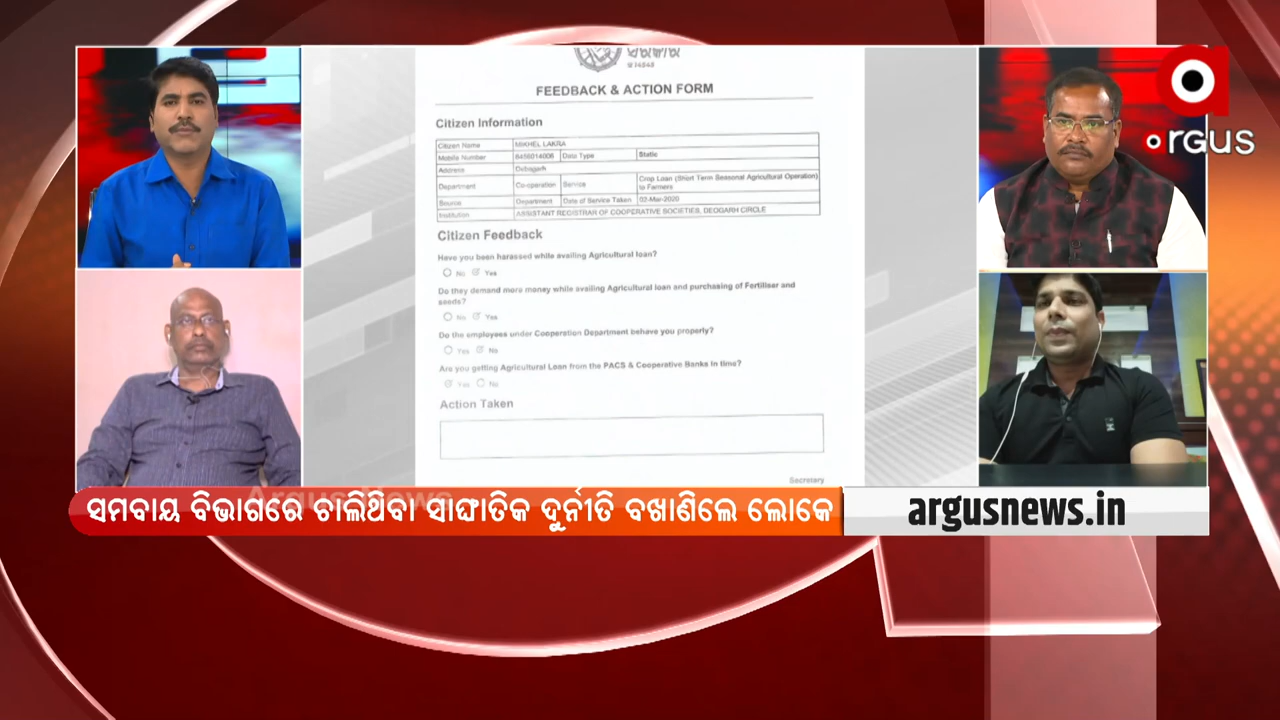 ସରକାର
FEEDBACK & ACTION FORM
Citizen Information
Citizen Name MIKHEL LAKRA
Mobile Number 6456014006 Data Type Static
Address Debagarh
Department Co-operation Service Crop Loan (Short Term Seasonal Agricultural Operation) to Farmers
Source Department Date of Service Taken 02-Mar-2020
Institution ASSISTANT REGISTRAR OF COOPERATIVE SOCIETIES, DEOGARH CIRCLE
Citizen Feedback
Have you been harassed while availing Agricultural loan?
No Yes
Do they demand more money while availing Agricultural loan and purchasing of Fertiliser and
seeds?
No Yes
Do the employees under Cooperation Department behave you properly?
Yes No
Are you getting Agricultural Loan from the PACS & Cooperative Banks in time?
Yes No
Action Taken
Secretary
argus
Argus News
ସମବାୟ ବିଭାଗରେ ଚାଲିଥିବା ସାଙ୍ଘାତିକ ଦୁର୍ନୀତି ବଖାଣିଲେ ଲୋକେ
argusnews.in